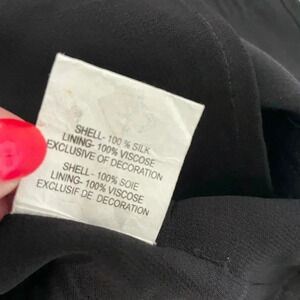 SHELL- 100 % SILK
LINING- 100% VISCOSE
EXCLUSIVE OF DECORATION
SHELL - 100% SOIE
LINING- 100% VISCOSE
EXCLUSIF DE DECORATION